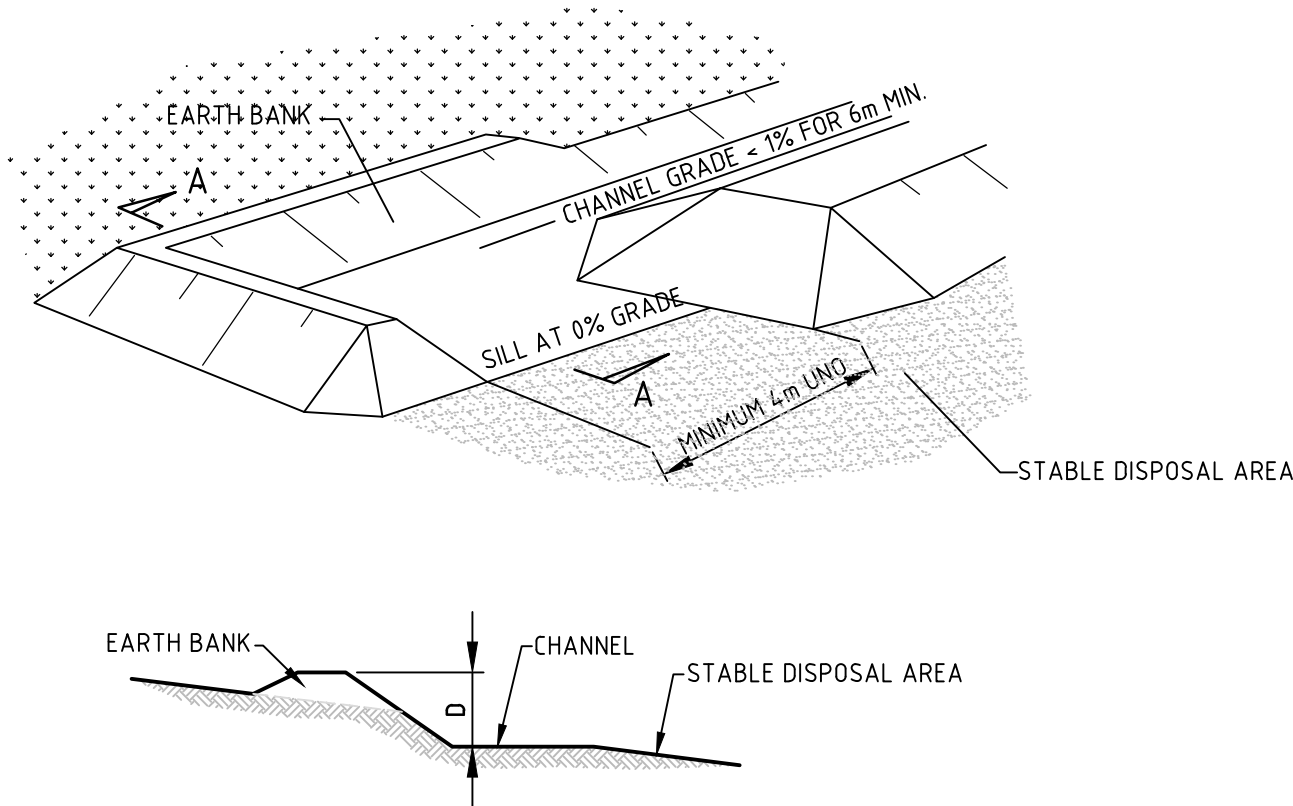 EARTH BANK
CHANNEL GRADE < 1% FOR 6m MIN.
A
SILL AT 0% GRADE
A
MINIMUM 4m UNO
STABLE DISPOSAL AREA
EARTH BANK
CHANNEL
STABLE DISPOSAL AREA
D